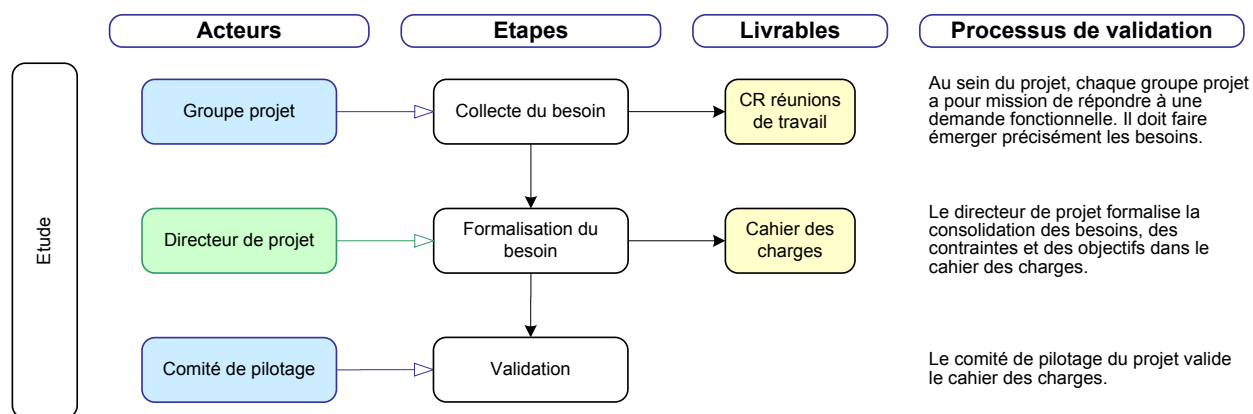 Acteurs
Etapes
Livrables
Processus de validation
Etude
Groupe projet
Collecte du besoin
CR réunions
de travail
Au sein du projet, chaque groupe projet
a pour mission de répondre à une
demande fonctionnelle. Il doit faire
émerger précisément les besoins.
Directeur de projet
Formalisation du
besoin
Cahier des
charges
Le directeur de projet formalise la
consolidation des besoins, des
contraintes et des objectifs dans le
cahier des charges.
Comité de pilotage
Validation
Le comité de pilotage du projet valide
le cahier des charges.